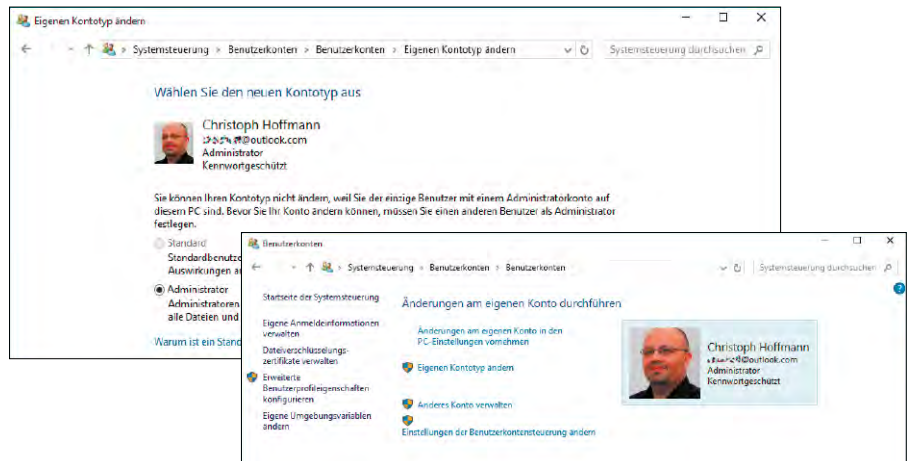 Eigenen Kontotyp ändern
Systemsteuerung > Benutzerkonten > Benutzerkonten > Eigenen Kontotyp ändern
Systemsteuerung durchsuchen
Wählen Sie den neuen Kontotyp aus
Christoph Hoffmann
@outlook.com
Administrator
Kennwortgeschützt
Sie können Ihren Kontotyp nicht ändern, weil Sie der einzige Benutzer mit einem Administratorkonto auf
diesem PC sind. Bevor Sie Ihr Konto ändern können, müssen Sie einen anderen Benutzer als Administrator
festlegen.
Standard
Standardbenutze
Auswirkungen a
Administrator
Administratoren
alle Dateien und
Warum ist ein Stand
Benutzerkonten
Systemsteuerung > Benutzerkonten > Benutzerkonten
Systemsteuerung durchsuchen
Startseite der Systemsteuerung
Eigene Anmeldeinformationen
verwalten
Dateiverschlüsselungs-
zertifikate verwalten
Erweiterte
Benutzerprofileigenschaften
konfigurieren
Eigene Umgebungsvariablen
ändern
Änderungen am eigenen Konto durchführen
Änderungen am eigenen Konto in den
PC-Einstellungen vornehmen
Eigenen Kontotyp ändern
Anderes Konto verwalten
Einstellungen der Benutzerkontensteuerung ändern
Christoph Hoffmann
@outlook.com
Administrator
Kennwortgeschützt